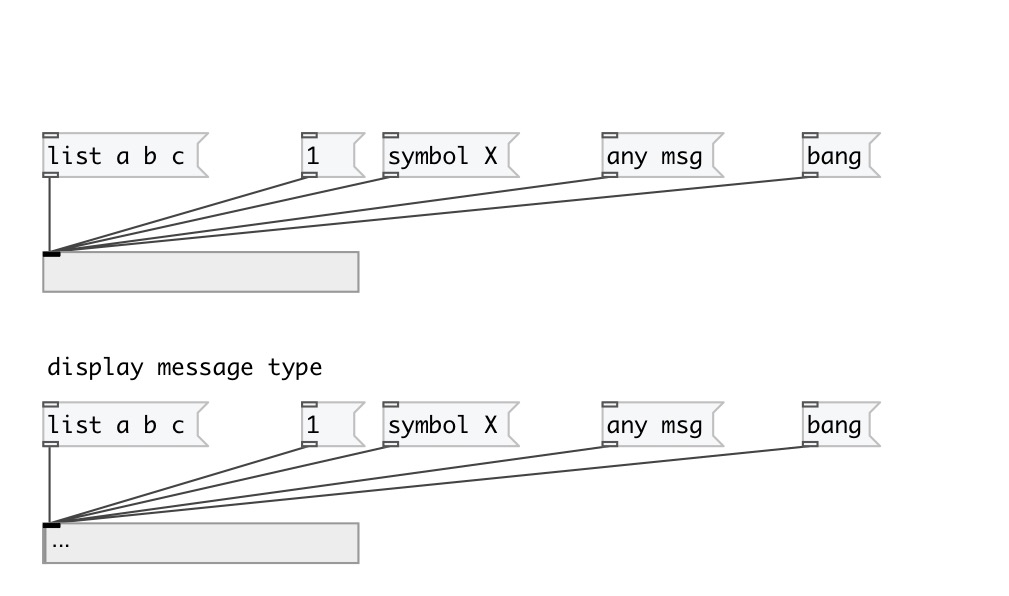 list a b c 1 symbol X any msg bang
display message type
list a b c 1 symbol X any msg bang
...